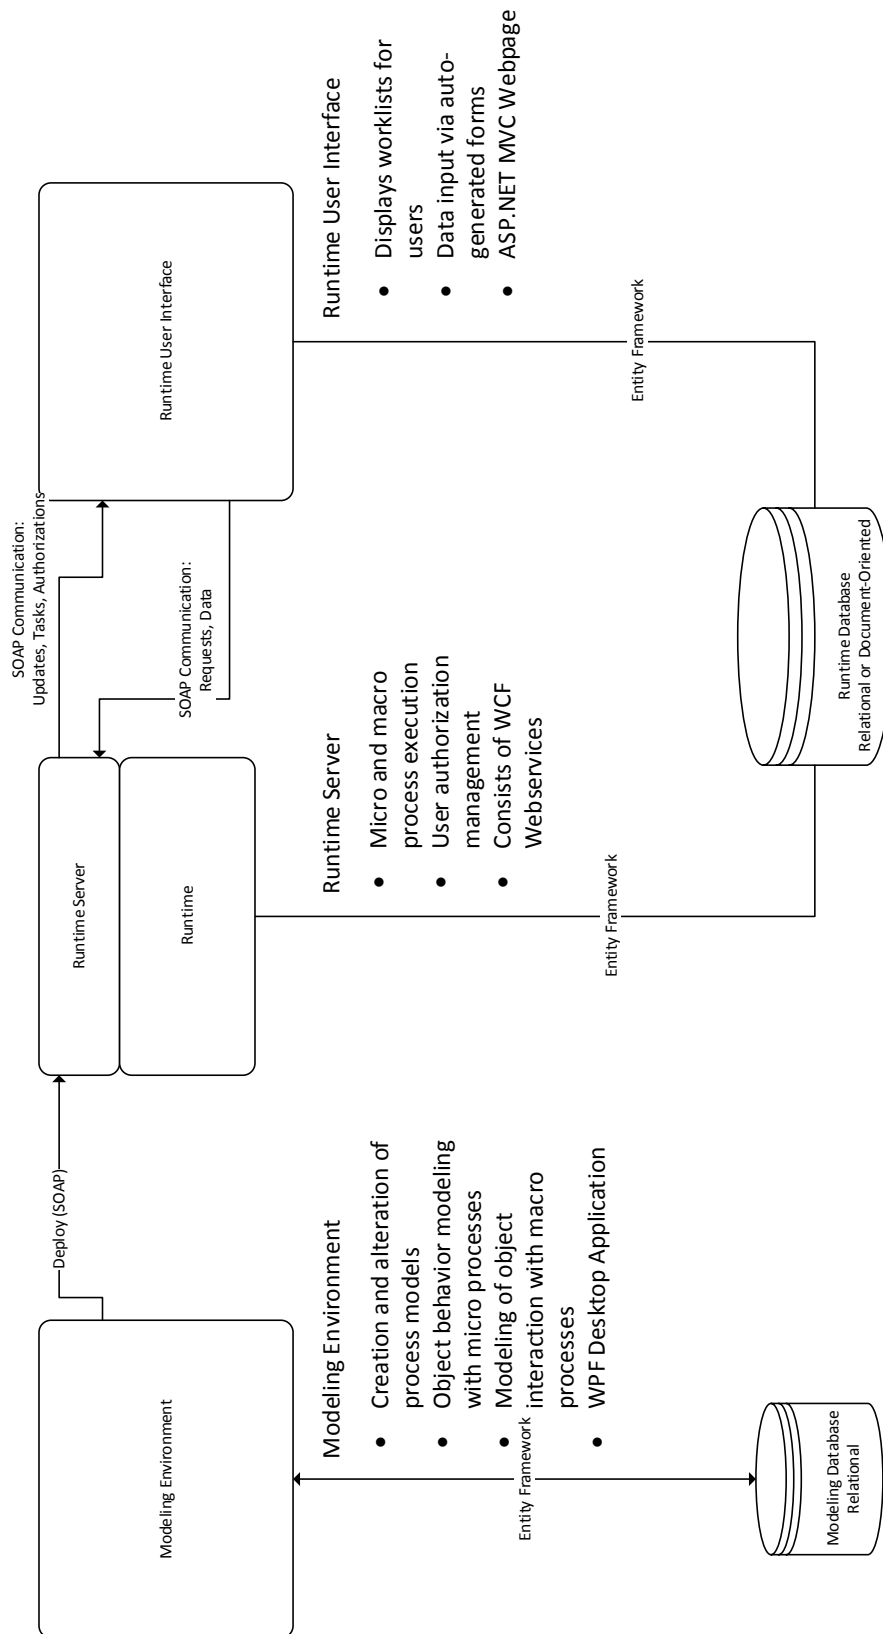 Modeling Environment
Deploy (SOAP)
Runtime Server
Runtime
SOAP Communication:
Updates, Tasks, Authorizations
SOAP Communication:
Requests, Data
Runtime User Interface
Modeling Environment
• Creation and alteration of
process models
• Object behavior modeling
with micro processes
• Modeling of object
interaction with macro
processes
• WPF Desktop Application
Runtime Server
• Micro and macro
process execution
• User authorization
management
• Consists of WCF
Webservices
Runtime User Interface
• Displays worklists for
users
• Data input via auto-
generated forms
• ASP.NET MVC Webpage
Entity Framework
Entity Framework
Entity Framework
Modeling Database
Relational
Runtime Database
Relational or Document-Oriented